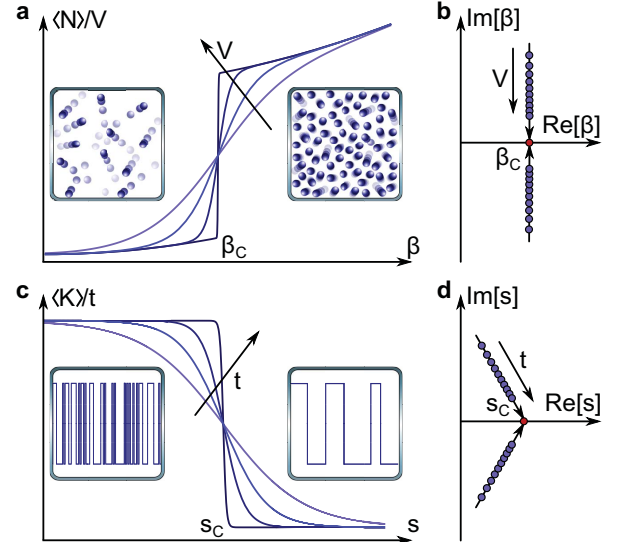 a
⟨N⟩/V
V
β_C
β
b
Im[β]
V
Re[β]
β_C
c
⟨K⟩/t
t
s_C
s
d
Im[s]
t
s_C
Re[s]